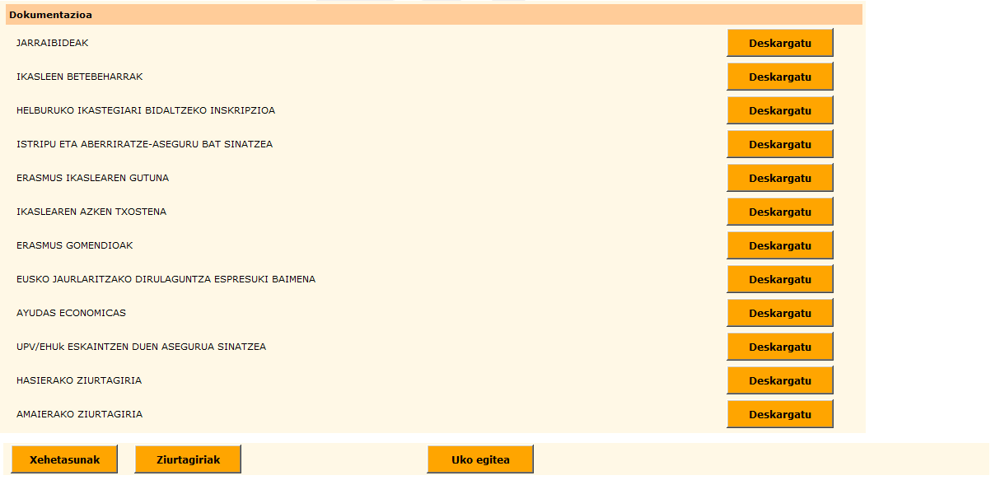 Dokumentazioa
JARRAIBIDEAK Deskargatu
IKASLEEN BETEBEHARRAK Deskargatu
HELBURUKO IKASTEGIARI BIDALTZEKO INSKRIPZIOA Deskargatu
ISTRIPU ETA ABERRIRATZE-ASEGURU BAT SINATZEA Deskargatu
ERASMUS IKASLEAREN GUTUNA Deskargatu
IKASLEAREN AZKEN TXOSTENA Deskargatu
ERASMUS GOMENDIOAK Deskargatu
EUSKO JAURLARITZAKO DIRULAGUNTZA ESPRESUKI BAIMENA Deskargatu
AYUDAS ECONOMICAS Deskargatu
UPV/EHUk ESKAINTZEN DUEN ASEGURUA SINATZEA Deskargatu
HASIERAKO ZIURTAGIRIA Deskargatu
AMAIERAKO ZIURTAGIRIA Deskargatu
Xehetasunak Ziurtagiriak Uko egitea